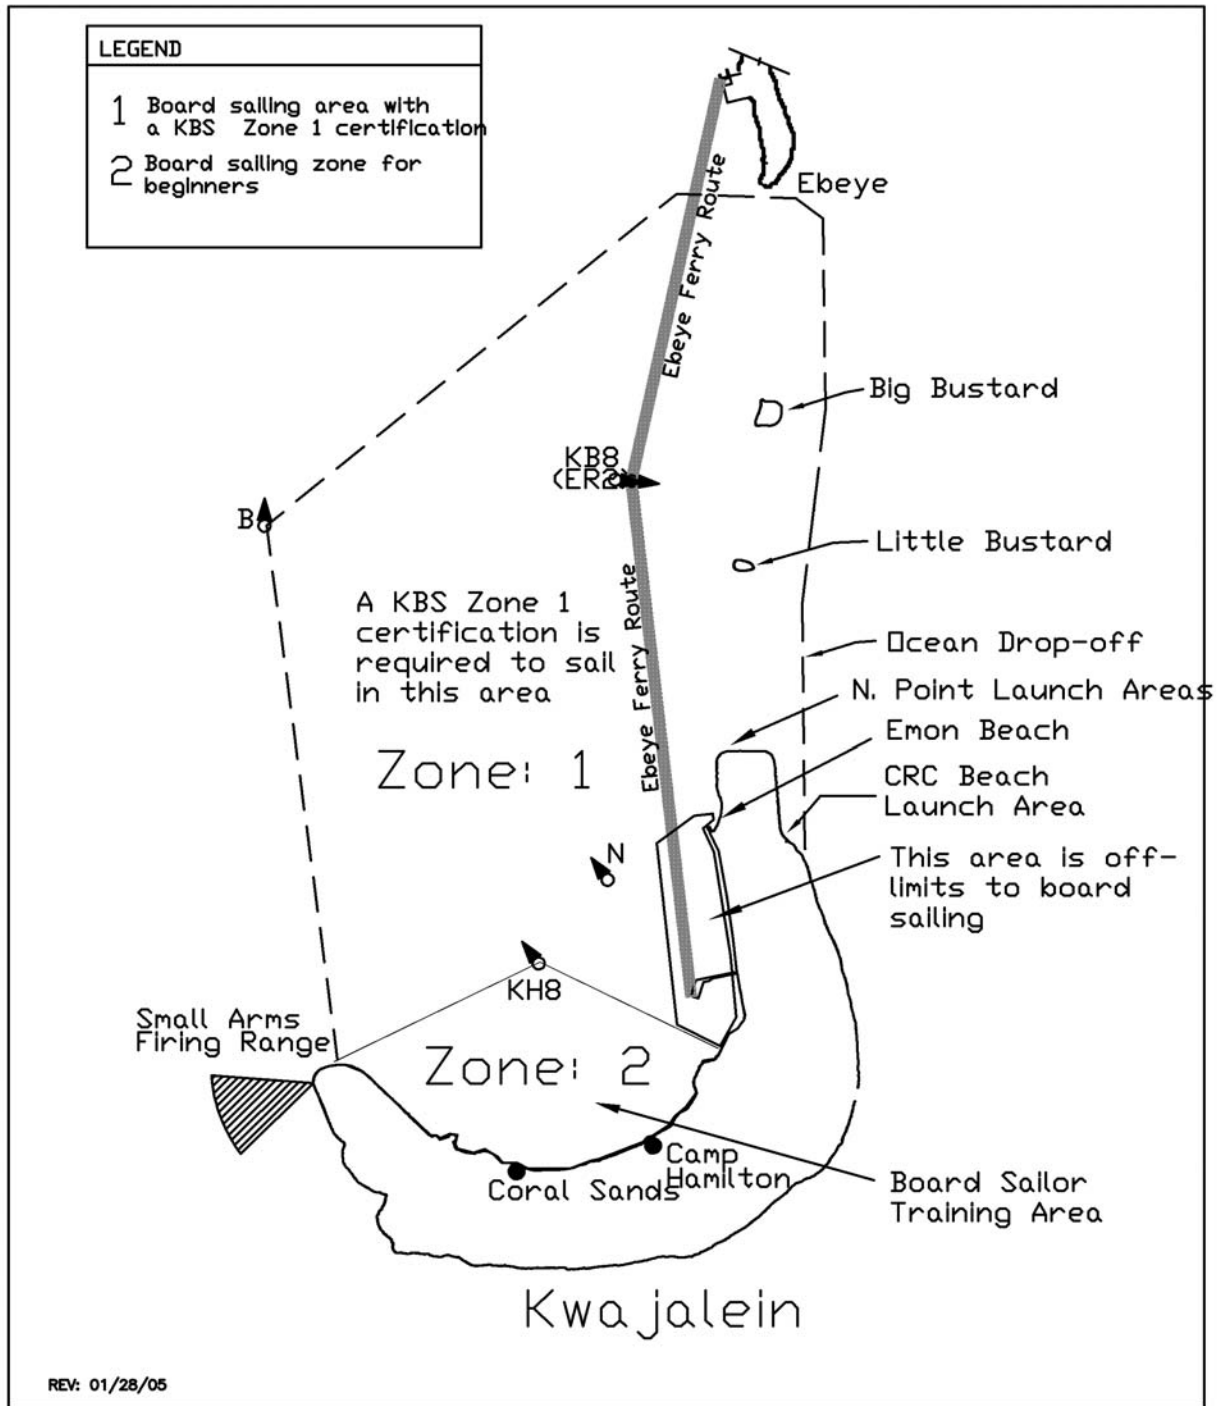 LEGEND
1 Board sailing area with
a KBS Zone 1 certification
2 Board sailing zone for
beginners
Ebeye
Ebeye Ferry Route
Big Bustard
KB8
(ER2)
B
Little Bustard
A KBS Zone 1
certification is
required to sail
in this area
Ebeye Ferry Route
Ocean Drop-off
N. Point Launch Areas
Emon Beach
Zone: 1
CRC Beach
Launch Area
N
This area is off-
limits to board
sailing
KH8
Small Arms
Firing Range
Zone: 2
Camp
Hamilton
Coral Sands
Board Sailor
Training Area
Kwajalein
REV: 01/28/05